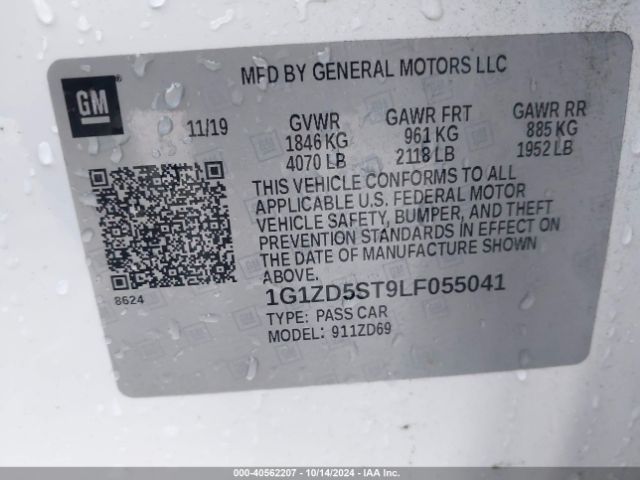 MFD BY GENERAL MOTORS LLC
GM
11/19 GVWR GAWR FRT GAWR RR
1846 KG 961 KG 885 KG
4070 LB 2118 LB 1952 LB
THIS VEHICLE CONFORMS TO ALL
APPLICABLE U.S. FEDERAL MOTOR
VEHICLE SAFETY, BUMPER, AND THEFT
PREVENTION STANDARDS IN EFFECT ON
THE DATE OF MANUFACTURE SHOWN
ABOVE.
8624
1G1ZD5ST9LF055041
TYPE: PASS CAR
MODEL: 911ZD69
000-40562207 - 10/14/2024 - IAA Inc.